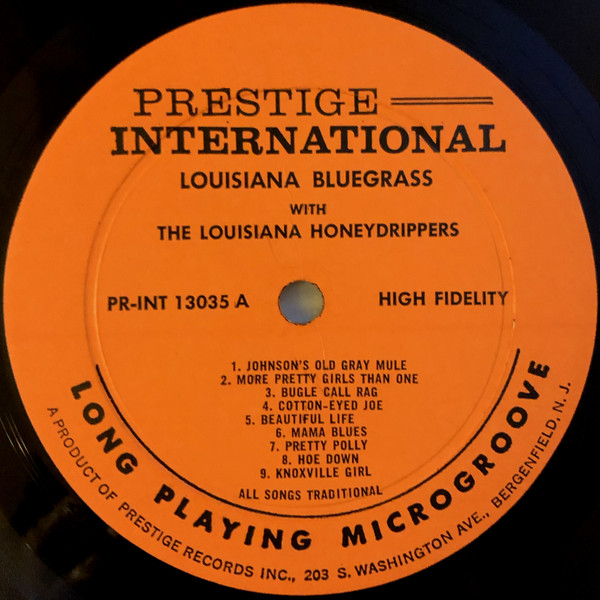 PRESTIGE
INTERNATIONAL
LOUISIANA BLUEGRASS
WITH
THE LOUISIANA HONEYDRIPPERS
PR-INT 13035 A
HIGH FIDELITY
1. JOHNSON'S OLD GRAY MULE
2. MORE PRETTY GIRLS THAN ONE
3. BUGLE CALL RAG
4. COTTON-EYED JOE
5. BEAUTIFUL LIFE
6. MAMA BLUES
7. PRETTY POLLY
8. HOE DOWN
9. KNOXVILLE GIRL
ALL SONGS TRADITIONAL
LONG PLAYING MICROGROOVE
A PRODUCT OF PRESTIGE RECORDS INC., 203 S. WASHINGTON AVE., BERGENFIELD, N. J.